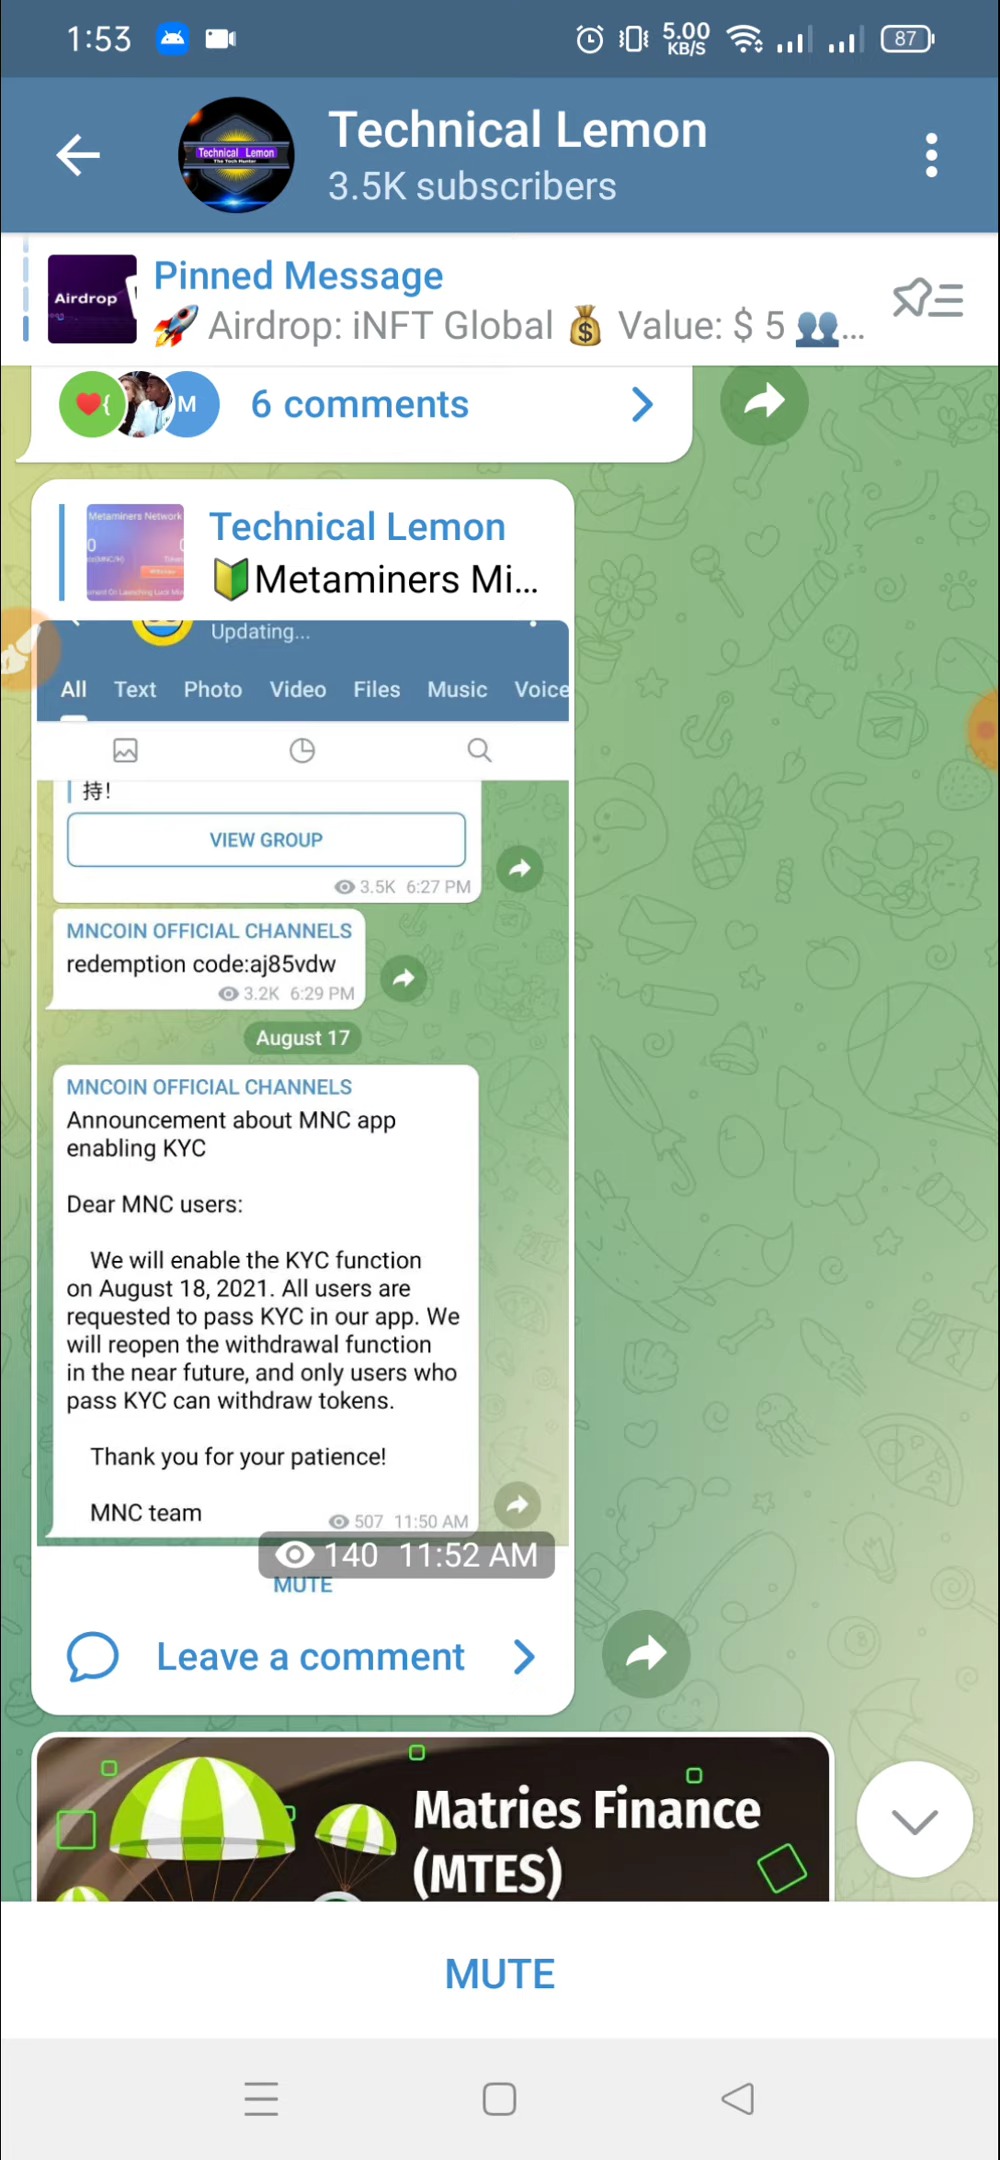 1:53
5.00
KB/S
87
Technical Lemon
Technical Lemon
3.5K subscribers
Airdrop
Pinned Message
🚀 Airdrop: iNFT Global 💰 Value: $ 5 👥...
M
6 comments
Metaminers Network
0
Technical Lemon
🔰Metaminers Mi...
Updating...
All Text Photo Video Files Music Voice
持!
VIEW GROUP
3.5K 6:27 PM
MNCOIN OFFICIAL CHANNELS
redemption code:aj85vdw
3.2K 6:29 PM
August 17
MNCOIN OFFICIAL CHANNELS
Announcement about MNC app
enabling KYC
Dear MNC users:
We will enable the KYC function
on August 18, 2021. All users are
requested to pass KYC in our app. We
will reopen the withdrawal function
in the near future, and only users who
pass KYC can withdraw tokens.
Thank you for your patience!
MNC team
507 11:50 AM
140 11:52 AM
MUTE
Leave a comment
Matries Finance
(MTES)
MUTE